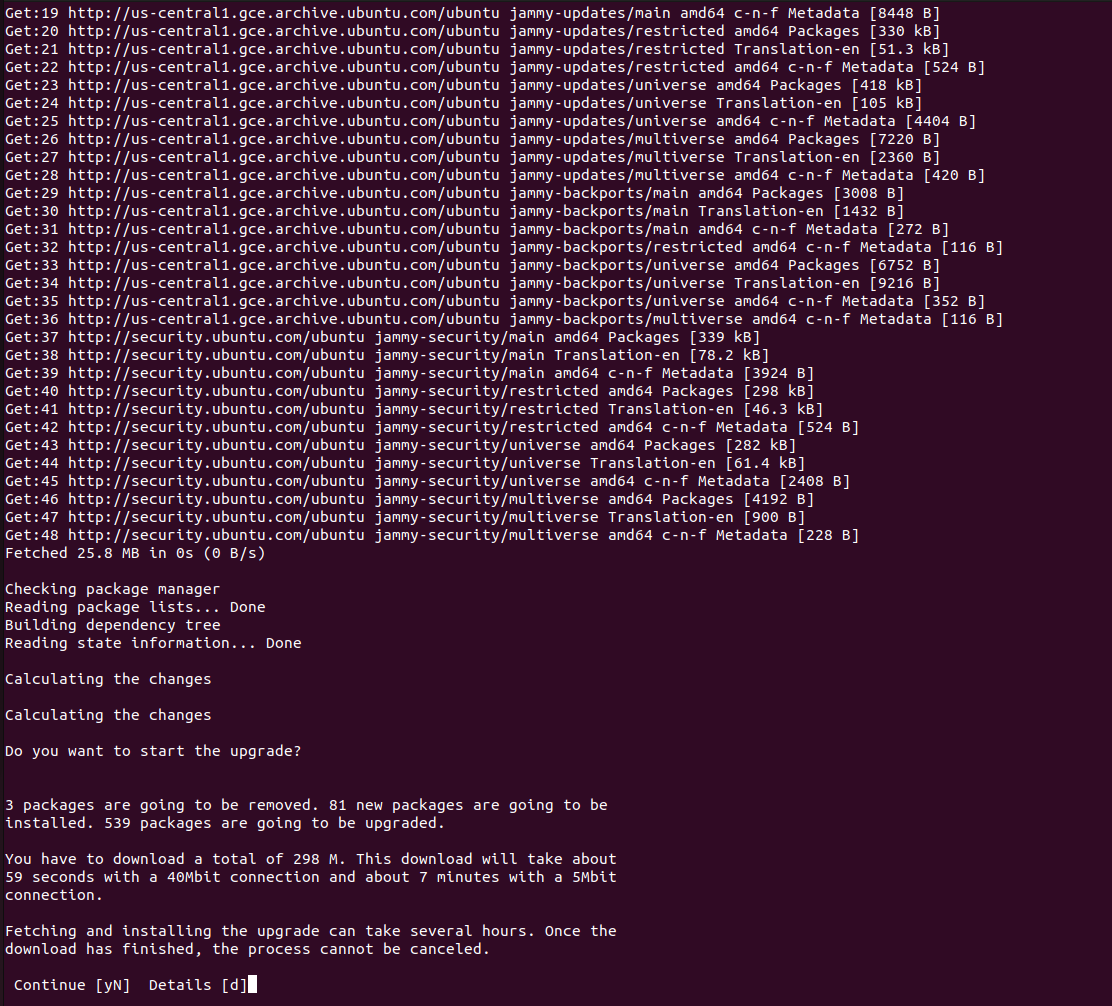 Get:19 http://us-central1.gce.archive.ubuntu.com/ubuntu jammy-updates/main amd64 c-n-f Metadata [8448 B]
Get:20 http://us-central1.gce.archive.ubuntu.com/ubuntu jammy-updates/restricted amd64 Packages [330 kB]
Get:21 http://us-central1.gce.archive.ubuntu.com/ubuntu jammy-updates/restricted Translation-en [51.3 kB]
Get:22 http://us-central1.gce.archive.ubuntu.com/ubuntu jammy-updates/restricted amd64 c-n-f Metadata [524 B]
Get:23 http://us-central1.gce.archive.ubuntu.com/ubuntu jammy-updates/universe amd64 Packages [418 kB]
Get:24 http://us-central1.gce.archive.ubuntu.com/ubuntu jammy-updates/universe Translation-en [105 kB]
Get:25 http://us-central1.gce.archive.ubuntu.com/ubuntu jammy-updates/universe amd64 c-n-f Metadata [4404 B]
Get:26 http://us-central1.gce.archive.ubuntu.com/ubuntu jammy-updates/multiverse amd64 Packages [7220 B]
Get:27 http://us-central1.gce.archive.ubuntu.com/ubuntu jammy-updates/multiverse Translation-en [2360 B]
Get:28 http://us-central1.gce.archive.ubuntu.com/ubuntu jammy-updates/multiverse amd64 c-n-f Metadata [420 B]
Get:29 http://us-central1.gce.archive.ubuntu.com/ubuntu jammy-backports/main amd64 Packages [3008 B]
Get:30 http://us-central1.gce.archive.ubuntu.com/ubuntu jammy-backports/main Translation-en [1432 B]
Get:31 http://us-central1.gce.archive.ubuntu.com/ubuntu jammy-backports/main amd64 c-n-f Metadata [272 B]
Get:32 http://us-central1.gce.archive.ubuntu.com/ubuntu jammy-backports/restricted amd64 c-n-f Metadata [116 B]
Get:33 http://us-central1.gce.archive.ubuntu.com/ubuntu jammy-backports/universe amd64 Packages [6752 B]
Get:34 http://us-central1.gce.archive.ubuntu.com/ubuntu jammy-backports/universe Translation-en [9216 B]
Get:35 http://us-central1.gce.archive.ubuntu.com/ubuntu jammy-backports/universe amd64 c-n-f Metadata [352 B]
Get:36 http://us-central1.gce.archive.ubuntu.com/ubuntu jammy-backports/multiverse amd64 c-n-f Metadata [116 B]
Get:37 http://security.ubuntu.com/ubuntu jammy-security/main amd64 Packages [339 kB]
Get:38 http://security.ubuntu.com/ubuntu jammy-security/main Translation-en [78.2 kB]
Get:39 http://security.ubuntu.com/ubuntu jammy-security/main amd64 c-n-f Metadata [3924 B]
Get:40 http://security.ubuntu.com/ubuntu jammy-security/restricted amd64 Packages [298 kB]
Get:41 http://security.ubuntu.com/ubuntu jammy-security/restricted Translation-en [46.3 kB]
Get:42 http://security.ubuntu.com/ubuntu jammy-security/restricted amd64 c-n-f Metadata [524 B]
Get:43 http://security.ubuntu.com/ubuntu jammy-security/universe amd64 Packages [282 kB]
Get:44 http://security.ubuntu.com/ubuntu jammy-security/universe Translation-en [61.4 kB]
Get:45 http://security.ubuntu.com/ubuntu jammy-security/universe amd64 c-n-f Metadata [2408 B]
Get:46 http://security.ubuntu.com/ubuntu jammy-security/multiverse amd64 Packages [4192 B]
Get:47 http://security.ubuntu.com/ubuntu jammy-security/multiverse Translation-en [900 B]
Get:48 http://security.ubuntu.com/ubuntu jammy-security/multiverse amd64 c-n-f Metadata [228 B]
Fetched 25.8 MB in 0s (0 B/s)
Checking package manager
Reading package lists... Done
Building dependency tree
Reading state information... Done
Calculating the changes
Calculating the changes
Do you want to start the upgrade?
3 packages are going to be removed. 81 new packages are going to be
installed. 539 packages are going to be upgraded.
You have to download a total of 298 M. This download will take about
59 seconds with a 40Mbit connection and about 7 minutes with a 5Mbit
connection.
Fetching and installing the upgrade can take several hours. Once the
download has finished, the process cannot be canceled.
Continue [yN]  Details [d]